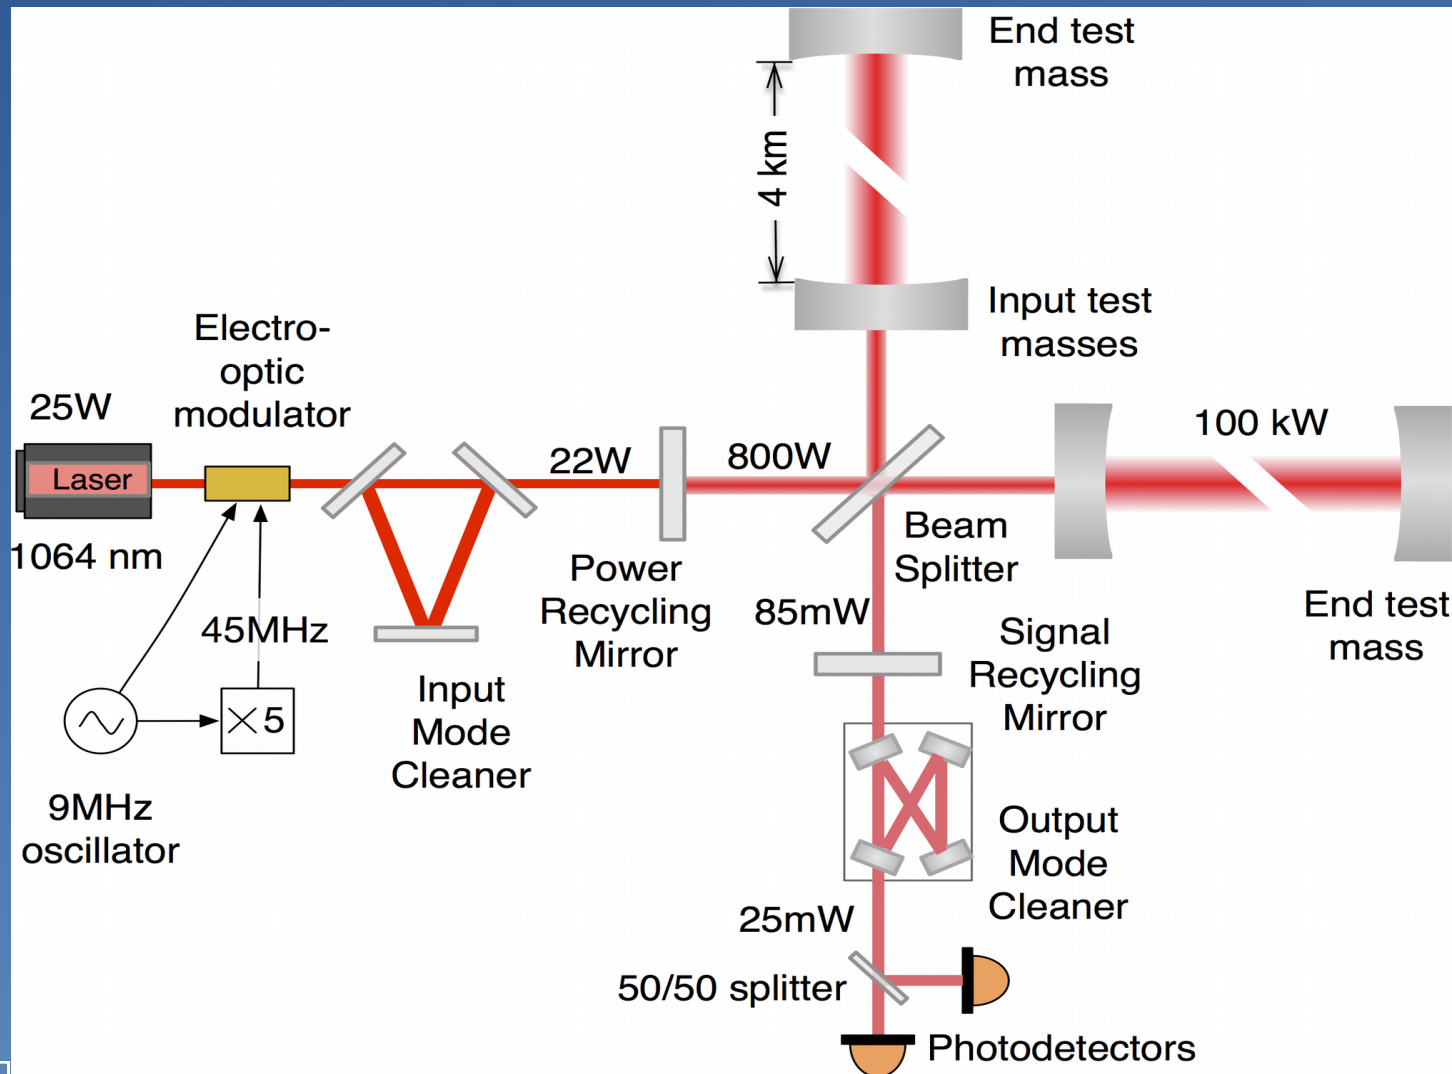 End test
mass
4 km
Input test
masses
Electro-
optic
modulator
25W
Laser
1064 nm
22W
800W
100 kW
Beam
Splitter
Power
Recycling
Mirror
End test
mass
45MHz
×5
9MHz
oscillator
Input
Mode
Cleaner
85mW
Signal
Recycling
Mirror
Output
Mode
Cleaner
25mW
50/50 splitter
Photodetectors